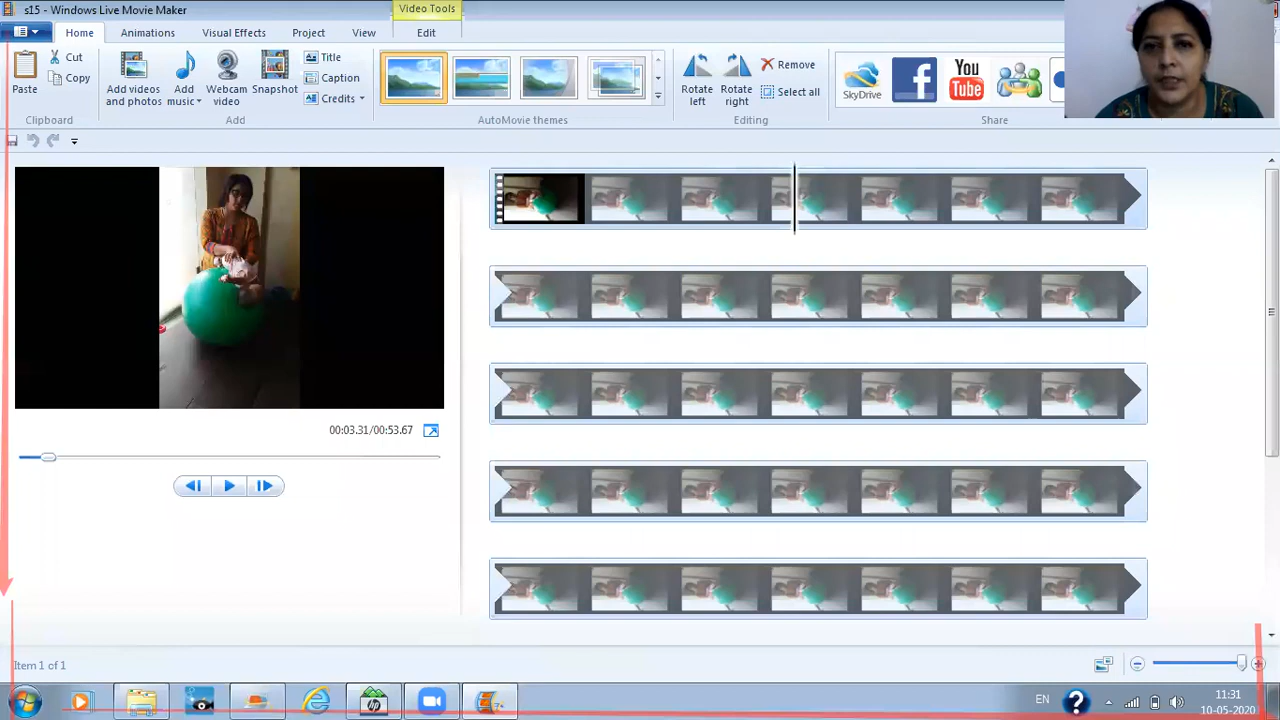 s15 - Windows Live Movie Maker
Video Tools
Home
Animations
Visual Effects
Project
View
Edit
Paste
Cut
Copy
Clipboard
Add videos
and photos
Add
music
Webcam
video
Snapshot
Title
Caption
Credits
Add
AutoMovie themes
Rotate
left
Rotate
right
Remove
Select all
Editing
SkyDrive
You
Tube
Share
00:03.31/00:53.67
Item 1 of 1
hp
EN
11:31
10-05-2020